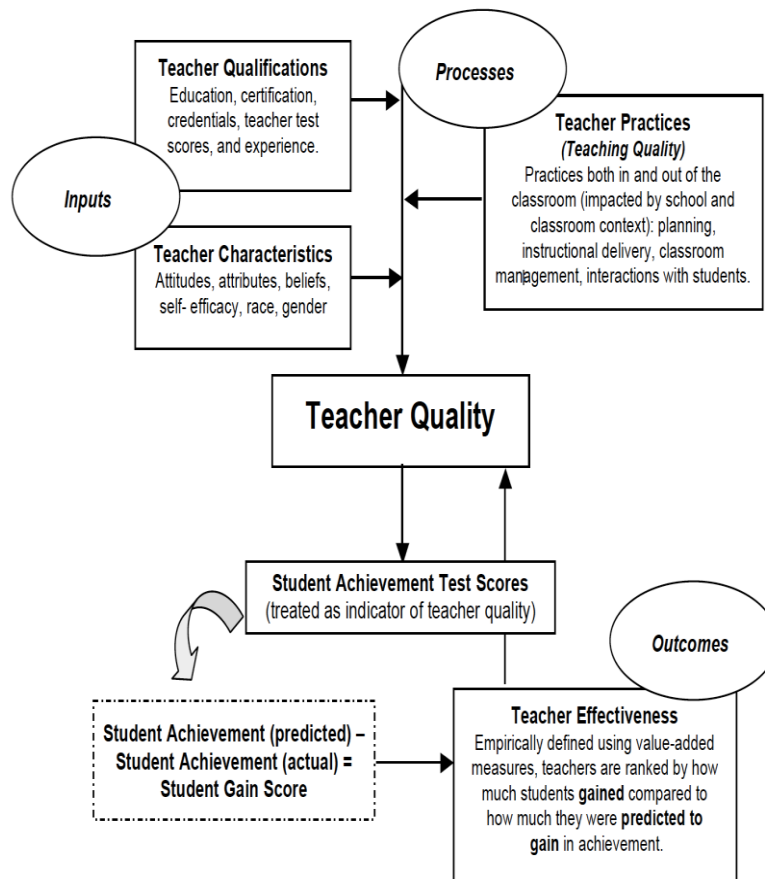 Teacher Qualifications
Education, certification,
credentials, teacher test
scores, and experience.
Processes
Teacher Practices
(Teaching Quality)
Practices both in and out of the
classroom (impacted by school and
classroom context): planning,
instructional delivery, classroom
management, interactions with students.
Inputs
Teacher Characteristics
Attitudes, attributes, beliefs,
self- efficacy, race, gender
Teacher Quality
Student Achievement Test Scores
(treated as indicator of teacher quality)
Outcomes
Student Achievement (predicted) –
Student Achievement (actual) =
Student Gain Score
Teacher Effectiveness
Empirically defined using value-added
measures, teachers are ranked by how
much students gained compared to
how much they were predicted to
gain in achievement.